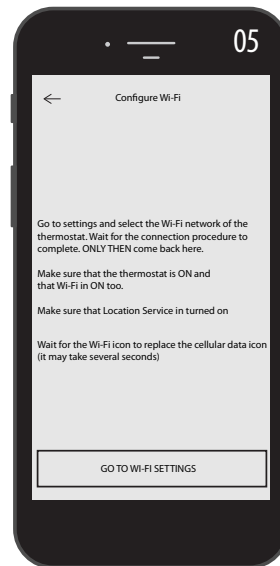 05
Configure Wi-Fi
Go to settings and select the Wi-Fi network of the
thermostat. Wait for the connection procedure to
complete. ONLY THEN come back here.
Make sure that the thermostat is ON and
that Wi-Fi in ON too.
Make sure that Location Service in turned on
Wait for the Wi-Fi icon to replace the cellular data icon
(it may take several seconds)
GO TO WI-FI SETTINGS